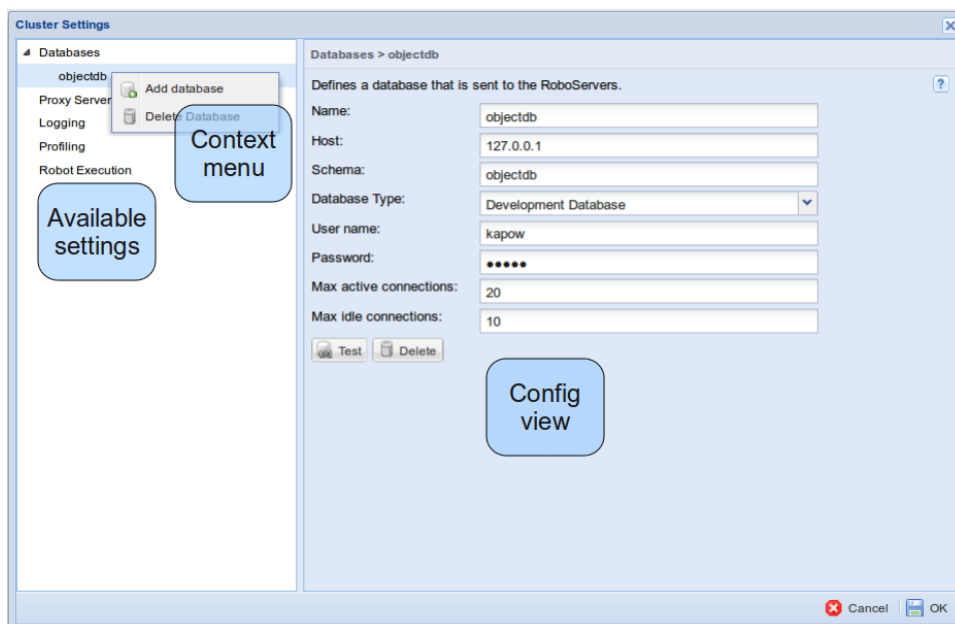 Cluster Settings
Databases
objectdb
Add database
Delete Database
Proxy Server
Logging
Profiling
Robot Execution
Context
menu
Available
settings
Databases > objectdb
Defines a database that is sent to the RoboServers.
?
Name: objectdb
Host: 127.0.0.1
Schema: objectdb
Database Type: Development Database
User name: kapow
Password: •••••
Max active connections: 20
Max idle connections: 10
Test Delete
Config
view
Cancel OK